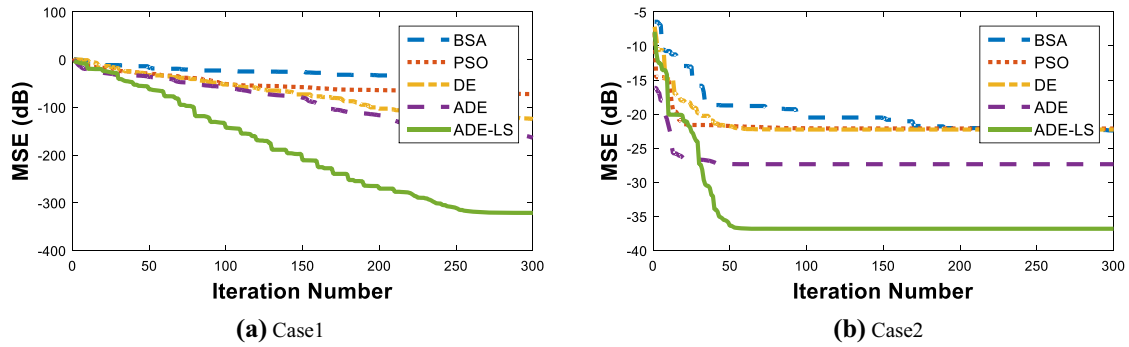 100
0
-100
-200
-300
-400
MSE (dB)
0 50 100 150 200 250 300
Iteration Number
BSA
PSO
DE
ADE
ADE-LS
(a) Case1
-5
-10
-15
-20
-25
-30
-35
-40
MSE (dB)
0 50 100 150 200 250 300
Iteration Number
BSA
PSO
DE
ADE
ADE-LS
(b) Case2